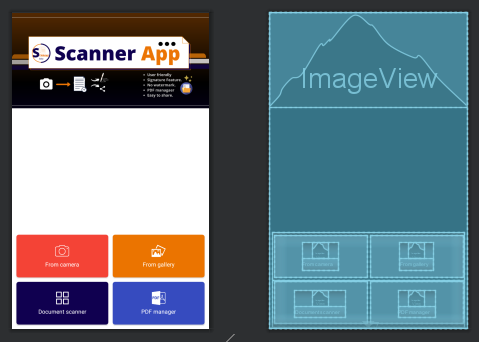 S
Scanner App
User friendly
Signature Feature.
No watermark.
PDF manager
Easy to share.
From camera
From gallery
Document scanner
PDF manager
ImageView
From camera
From gallery
Document scanner
PDF manager